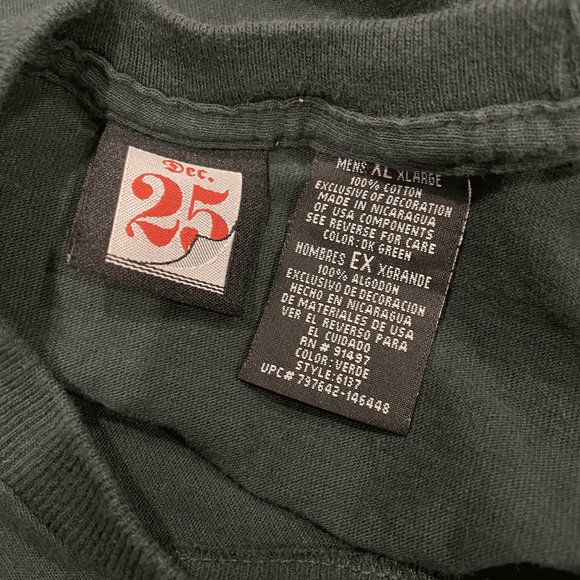 Dec.
25
MENS XL XLARGE
100% COTTON
EXCLUSIVE OF DECORATION
MADE IN NICARAGUA
OF USA COMPONENTS
SEE REVERSE FOR CARE
COLOR: DK GREEN
HOMBRES EX XGRANDE
100% ALGODON
EXCLUSIVO DE DECORACION
HECHO EN NICARAGUA
DE MATERIALES DE USA
VER EL REVERSO PARA
EL CUIDADO
RN # 91497
COLOR: VERDE
STYLE: 6137
UPC# 797642-146448